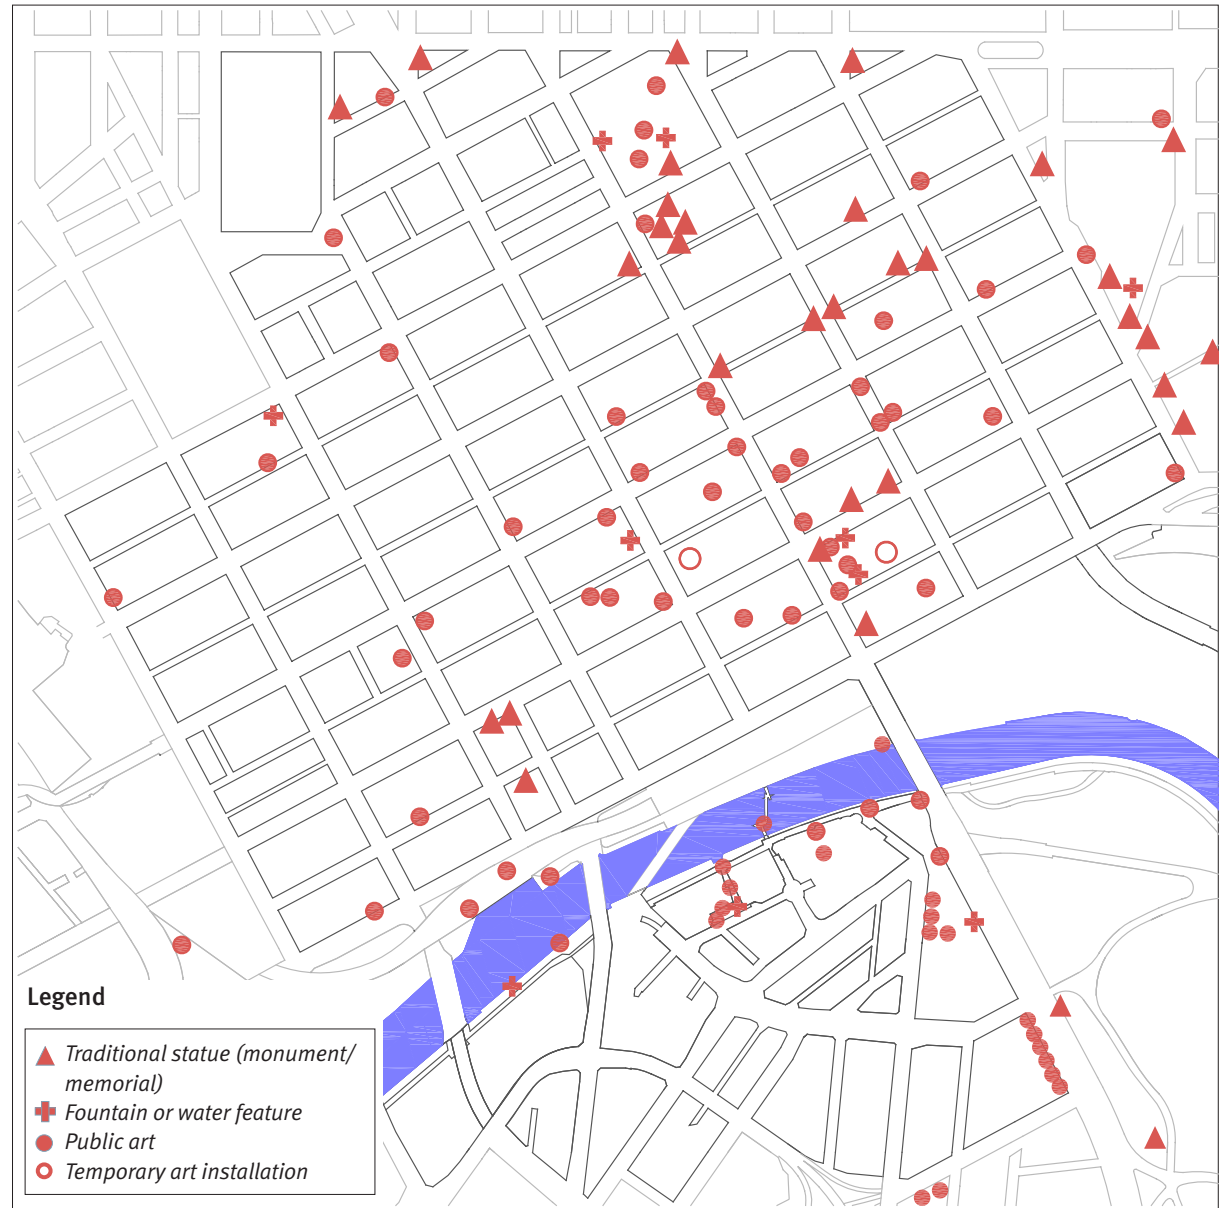 Legend
Traditional statue (monument/
memorial)
Fountain or water feature
Public art
Temporary art installation